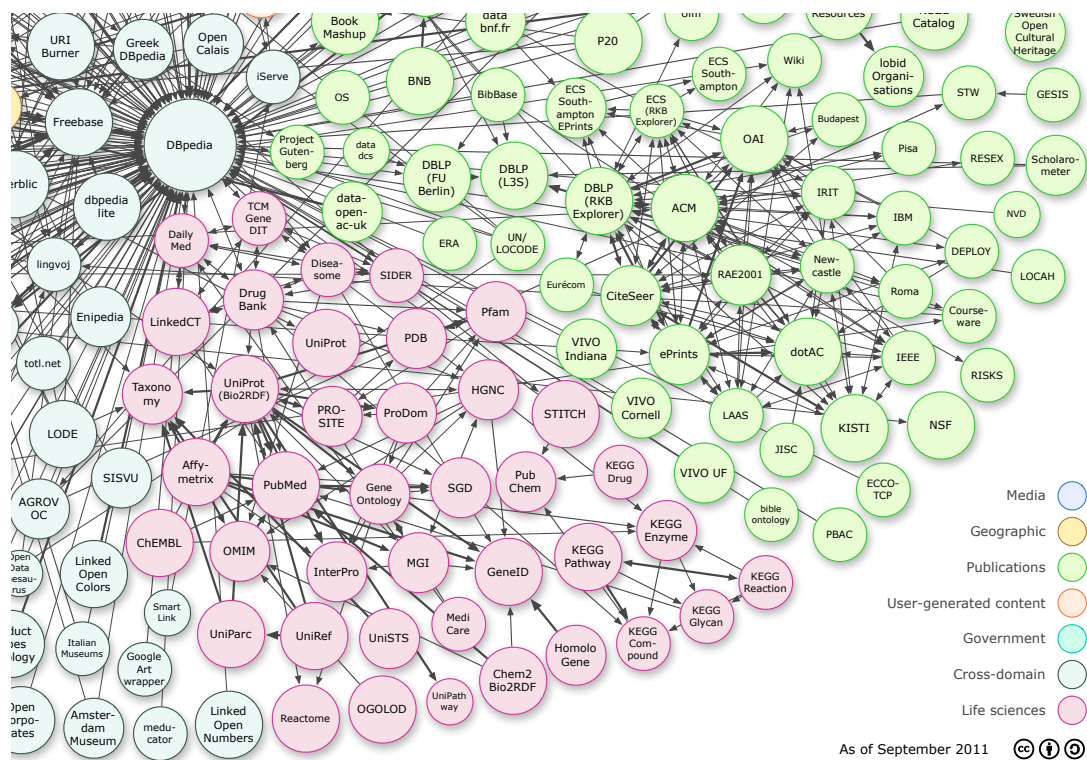 URI
Burner
Greek
DBpedia
Open
Calais
iServe
Book
Mashup
data
bnf.fr
P20
Resources
Catalog
Swedish
Open
Cultural
Heritage
Wiki
lobid
Organi-
sations
ECS
South-
ampton
STW
GESIS
OS
BNB
BibBase
ECS
South-
ampton
EPrints
ECS
(RKB
Explorer)
Budapest
OAI
Freebase
DBpedia
Project
Guten-
berg
data
dcs
DBLP
(FU
Berlin)
DBLP
(L3S)
DBLP
(RKB
Explorer)
ACM
IRIT
Pisa
RESEX
Scholaro-
meter
dbpedia
lite
TCM
Gene
DIT
data-
open-
ac-uk
ERA
UN/
LOCODE
IBM
NVD
Daily
Med
lingvoj
Disea-
some
SIDER
Eurécom
CiteSeer
RAE2001
New-
castle
DEPLOY
LOCAH
Roma
Drug
Bank
LinkedCT
Enipedia
Pfam
PDB
UniProt
VIVO
Indiana
ePrints
dotAC
IEEE
Course-
ware
RISKS
totl.net
Taxono
my
UniProt
(Bio2RDF)
PRO-
SITE
ProDom
HGNC
STITCH
VIVO
Cornell
LAAS
KISTI
NSF
LODE
JISC
SISVU
Affy-
metrix
PubMed
Gene
Ontology
SGD
Pub
Chem
KEGG
Drug
VIVO UF
ECCO-
TCP
AGROV
OC
bible
ontology
PBAC
ChEMBL
OMIM
InterPro
MGI
GeneID
KEGG
Pathway
KEGG
Enzyme
KEGG
Reaction
Linked
Open
Colors
Smart
Link
UniParc
UniRef
UniSTS
Medi
Care
Homolo
Gene
KEGG
Com-
pound
KEGG
Glycan
Italian
Museums
Google
Art
wrapper
Chem2
Bio2RDF
UniPath
way
Reactome
OGOLOD
Amster-
dam
Museum
medu-
cator
Linked
Open
Numbers
Media
Geographic
Publications
User-generated content
Government
Cross-domain
Life sciences
As of September 2011